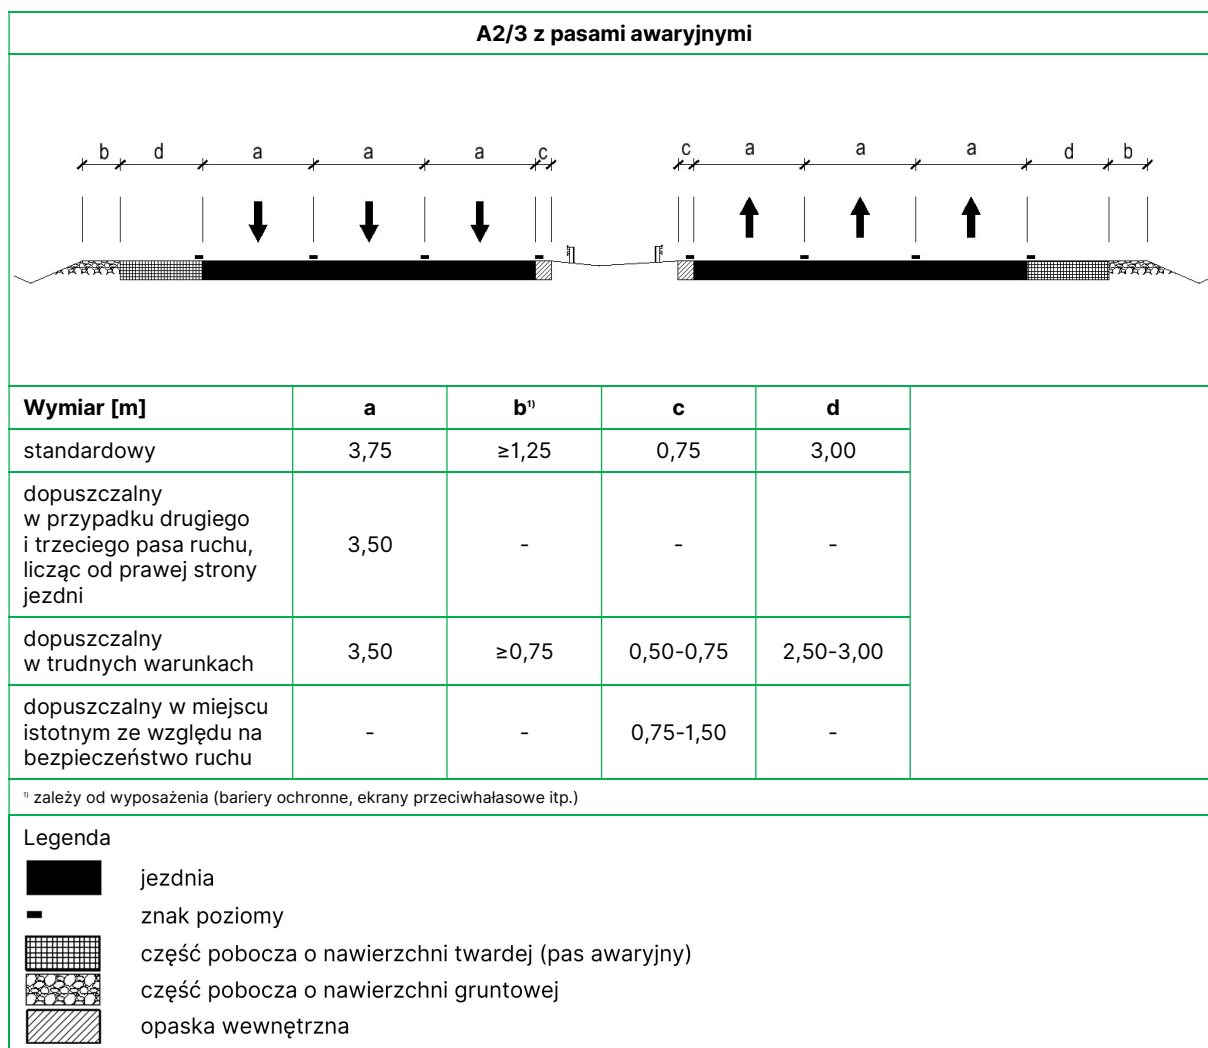 A2/3 z pasami awaryjnymi
b d a a a c c a a a d b
Wymiar [m] a b¹⁾ c d
standardowy 3,75 ≥1,25 0,75 3,00
dopuszczalny
w przypadku drugiego
i trzeciego pasa ruchu, 3,50 - - -
licząc od prawej strony
jezdni
dopuszczalny
w trudnych warunkach 3,50 ≥0,75 0,50-0,75 2,50-3,00
dopuszczalny w miejscu
istotnym ze względu na - - 0,75-1,50 -
bezpieczeństwo ruchu
¹⁾ zależy od wyposażenia (bariery ochronne, ekrany przeciwhałasowe itp.)
Legenda
jezdnia
znak poziomy
część pobocza o nawierzchni twardej (pas awaryjny)
część pobocza o nawierzchni gruntowej
opaska wewnętrzna